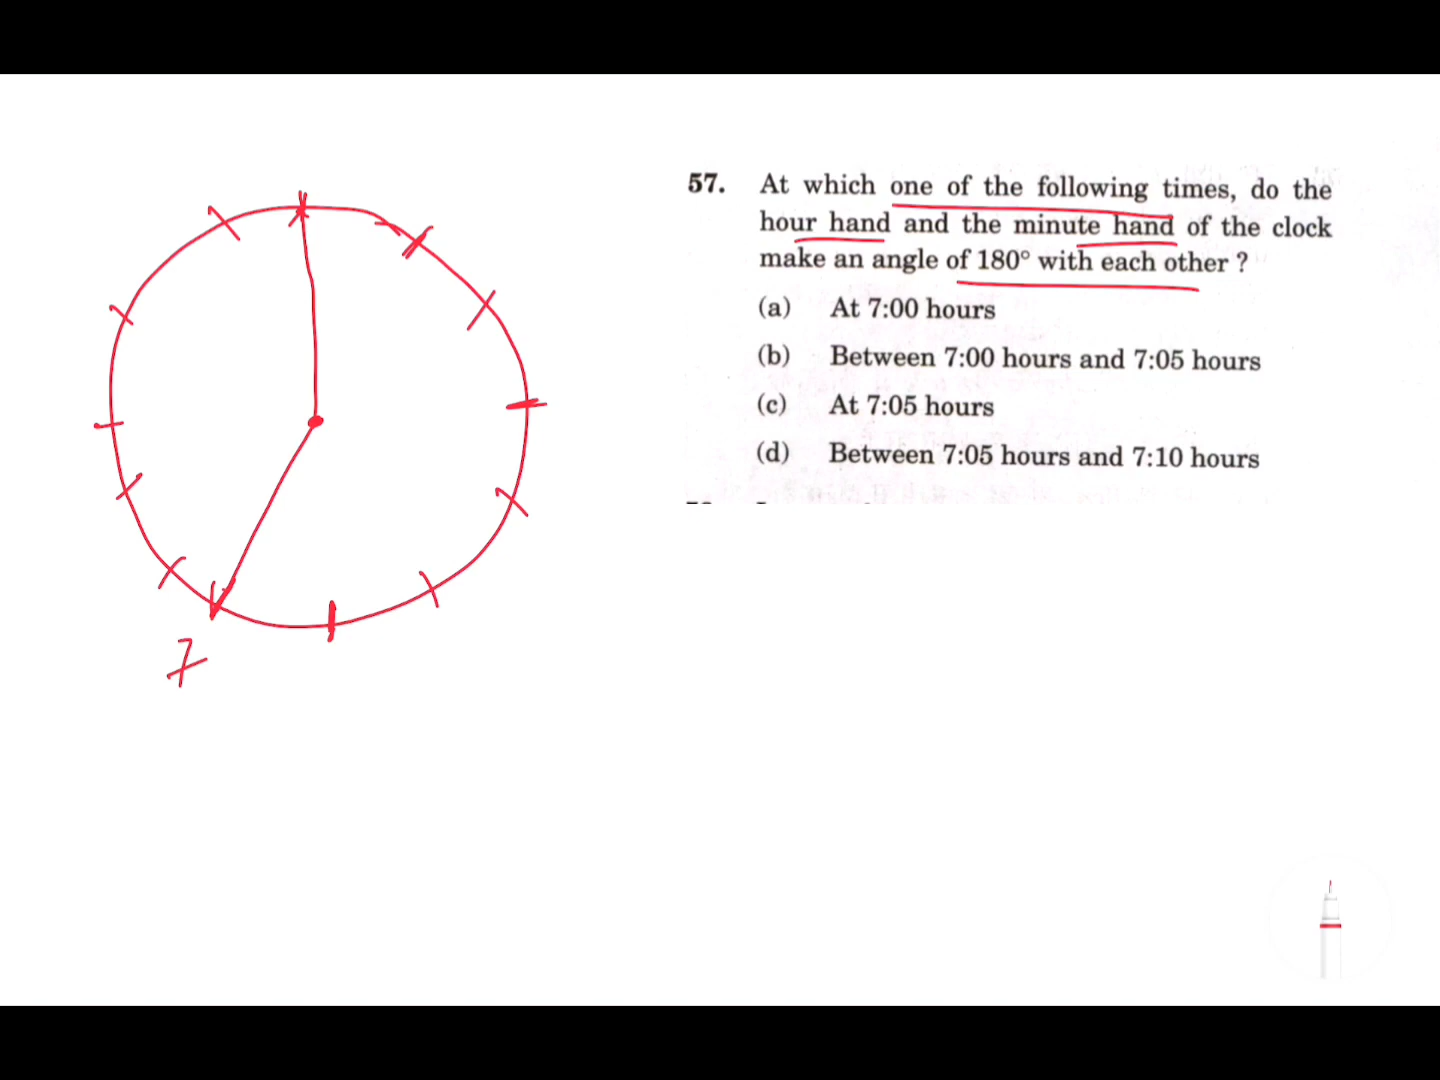 57. At which one of the following times, do the
hour hand and the minute hand of the clock
make an angle of 180° with each other ?
(a) At 7:00 hours
(b) Between 7:00 hours and 7:05 hours
(c) At 7:05 hours
(d) Between 7:05 hours and 7:10 hours
7